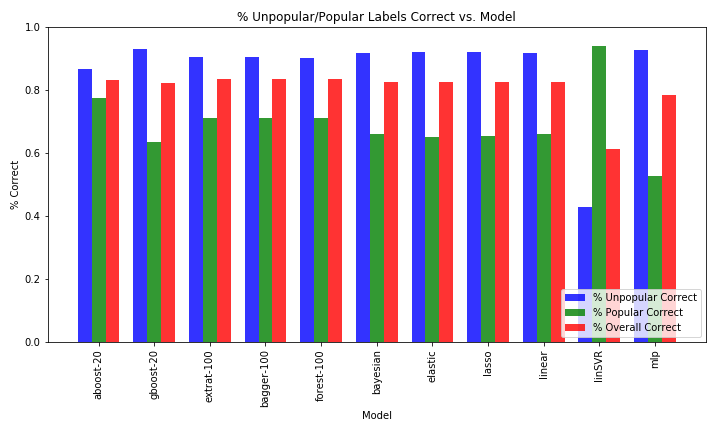 % Unpopular/Popular Labels Correct vs. Model
1.0
0.8
0.6
0.4
0.2
0.0
% Correct
aboost-20
gboost-20
extrat-100
bagger-100
forest-100
bayesian
elastic
lasso
linear
linSVR
mlp
Model
% Unpopular Correct
% Popular Correct
% Overall Correct